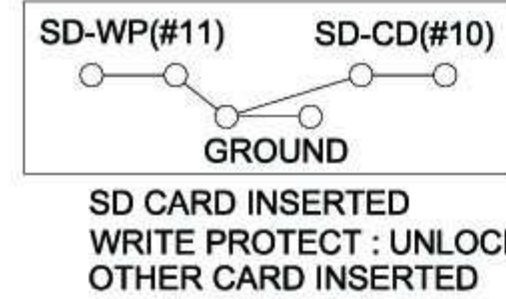 SD-WP(#11) SD-CD(#10)
GROUND
SD CARD INSERTED
WRITE PROTECT : UNLOC
OTHER CARD INSERTED